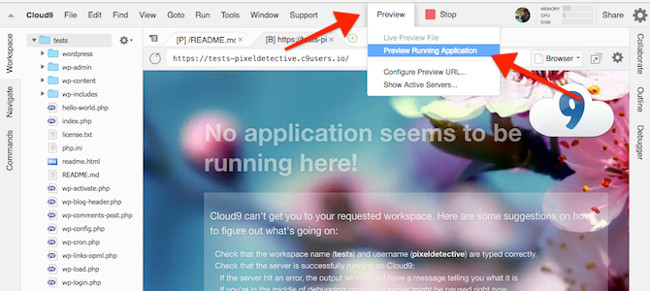 Cloud9 File Edit Find View Goto Run Tools Window Support Preview Stop MEMORY CPU DISK Share
Workspace
Navigate
Commands
tests
wordpress
wp-admin
wp-content
wp-includes
hello-world.php
index.php
license.txt
php.ini
readme.html
README.md
wp-activate.php
wp-blog-header.php
wp-comments-post.php
wp-config.php
wp-cron.php
wp-links-opml.php
wp-load.php
wp-login.php
[P] /README.mc
[B] https://tests-pi
https://tests-pixeldetective.c9users.io/
Browser
Live Preview File
Preview Running Application
Configure Preview URL...
Show Active Servers...
9
No application seems to be
running here!
Cloud9 can't get you to your requested workspace. Here are some suggestions on how
to figure out what's going on:
Check that the workspace name (tests) and username (pixeldetective) are typed correctly.
Check that the server is successfully running on Cloud9:
If the server hit an error, the output
have a message telling you what it is
If you're in the middle of debugging
server might be paused right now
Collaborate
Outline
Debugger